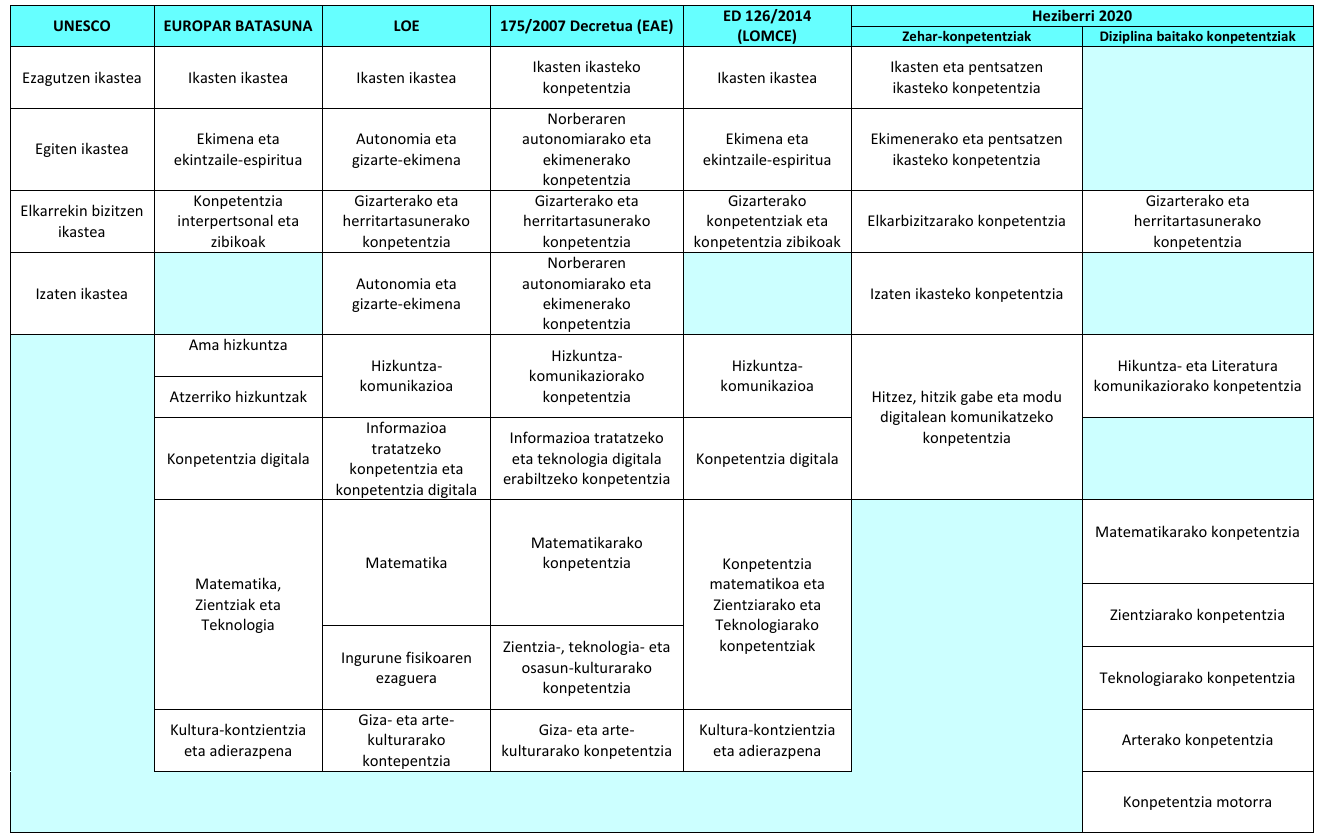 UNESCO
EUROPAR BATASUNA
LOE
175/2007 Decretua (EAE)
ED 126/2014
(LOMCE)
Heziberri 2020
Zehar-konpetentziak
Diziplina baitako konpetentziak
Ezagutzen ikastea
Ikasten ikastea
Ikasten ikastea
Ikasten ikasteko
konpetentzia
Ikasten ikastea
Ikasten eta pentsatzen
ikasteko konpetentzia
Egiten ikastea
Ekimena eta
ekintzaile-espiritua
Autonomia eta
gizarte-ekimena
Norberaren
autonomiarako eta
ekimenerako
konpetentzia
Ekimena eta
ekintzaile-espiritua
Ekimenerako eta pentsatzen
ikasteko konpetentzia
Elkarrekin bizitzen
ikastea
Konpetentzia
interpertsonal eta
zibikoak
Gizarterako eta
herritartasunerako
konpetentzia
Gizarterako eta
herritartasunerako
konpetentzia
Gizarterako
konpetentziak eta
konpetentzia zibikoak
Elkarbizitzarako konpetentzia
Gizarterako eta
herritartasunerako
konpetentzia
Izaten ikastea
Autonomia eta
gizarte-ekimena
Norberaren
autonomiarako eta
ekimenerako
konpetentzia
Izaten ikasteko konpetentzia
Ama hizkuntza
Atzerriko hizkuntzak
Hizkuntza-
komunikazioa
Hizkuntza-
komunikaziorako
konpetentzia
Hizkuntza-
komunikazioa
Hitzez, hitzik gabe eta modu
digitalean komunikatzeko
konpetentzia
Hikuntza- eta Literatura
komunikaziorako konpetentzia
Konpetentzia digitala
Informazioa
tratatzeko
konpetentzia eta
konpetentzia digitala
Informazioa tratatzeko
eta teknologia digitala
erabiltzeko konpetentzia
Konpetentzia digitala
Matematika,
Zientziak eta
Teknologia
Matematika
Matematikarako
konpetentzia
Konpetentzia
matematikoa eta
Zientziarako eta
Teknologiarako
konpetentziak
Matematikarako konpetentzia
Zientziarako konpetentzia
Ingurune fisikoaren
ezaguera
Zientzia-, teknologia- eta
osasun-kulturarako
konpetentzia
Teknologiarako konpetentzia
Kultura-kontzientzia
eta adierazpena
Giza- eta arte-
kulturarako
kontepentzia
Giza- eta arte-
kulturarako konpetentzia
Kultura-kontzientzia
eta adierazpena
Arterako konpetentzia
Konpetentzia motorra